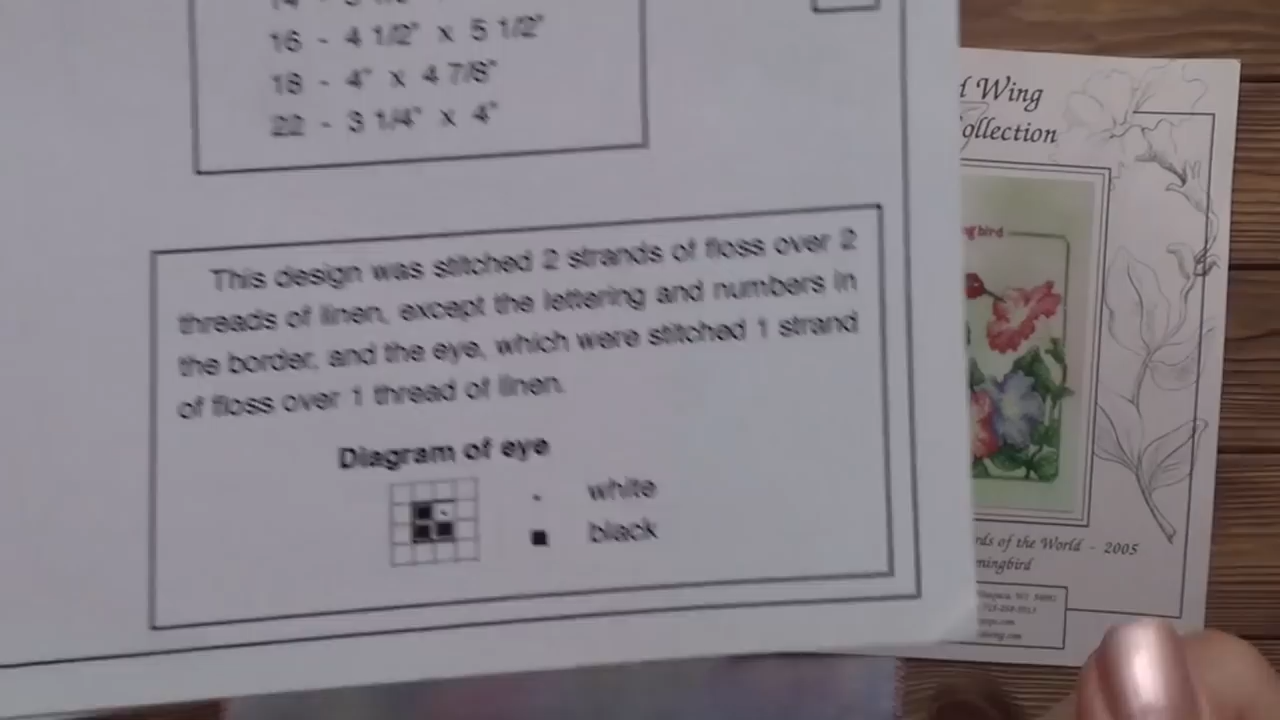 16 - 4 1/2" x 5 1/2"
18 - 4" x 4 7/8"
22 - 3 1/4" x 4"
This design was stitched 2 strands of floss over 2
threads of linen, except the lettering and numbers in
the border, and the eye, which were stitched 1 strand
of floss over 1 thread of linen.
Diagram of eye
white
black
d Wing
ollection
ng bird
rds of the World - 2005
mingbird